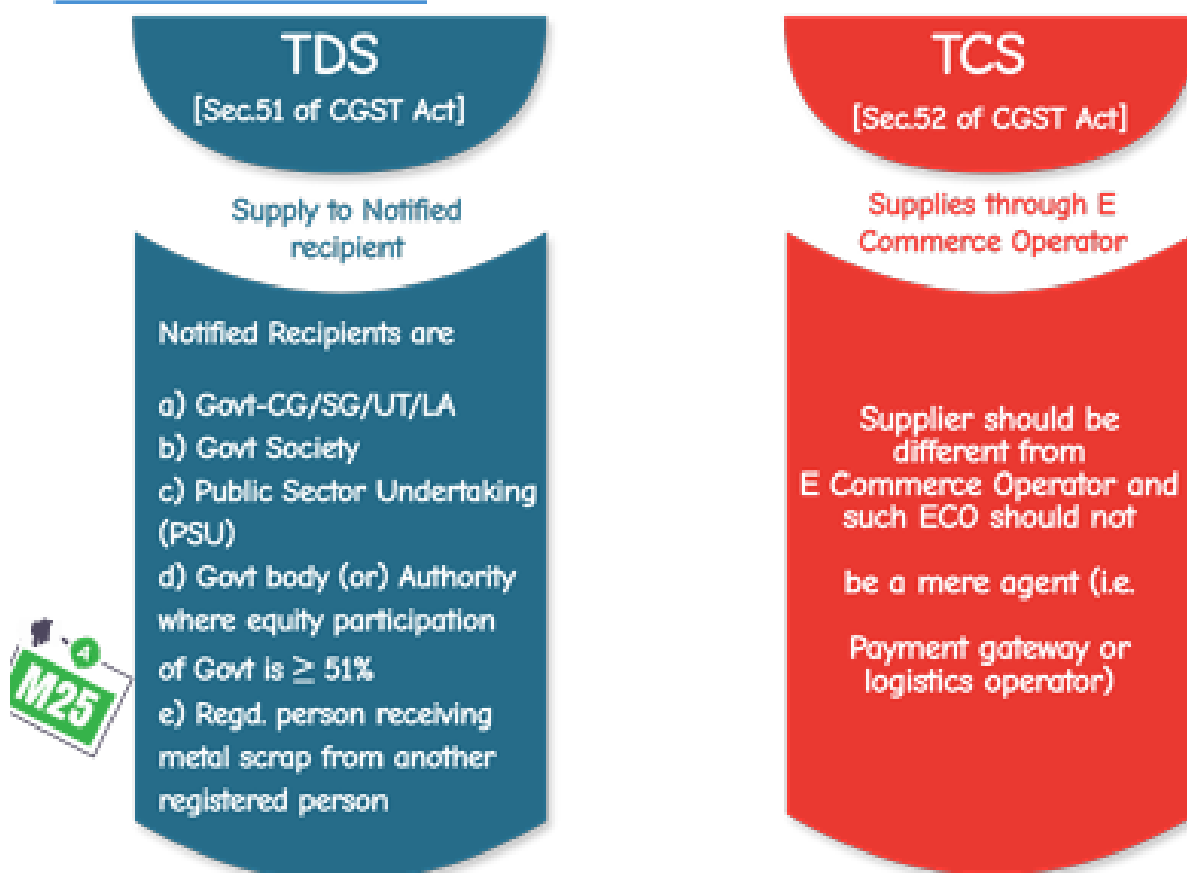 TDS
[Sec.51 of CGST Act]
Supply to Notified
recipient
Notified Recipients are
a) Govt-CG/SG/UT/LA
b) Govt Society
c) Public Sector Undertaking
(PSU)
d) Govt body (or) Authority
where equity participation
of Govt is ≥ 51%
e) Regd. person receiving
metal scrap from another
registered person
A
M25
TCS
[Sec.52 of CGST Act]
Supplies through E
Commerce Operator
Supplier should be
different from
E Commerce Operator and
such ECO should not
be a mere agent (i.e.
Payment gateway or
logistics operator)